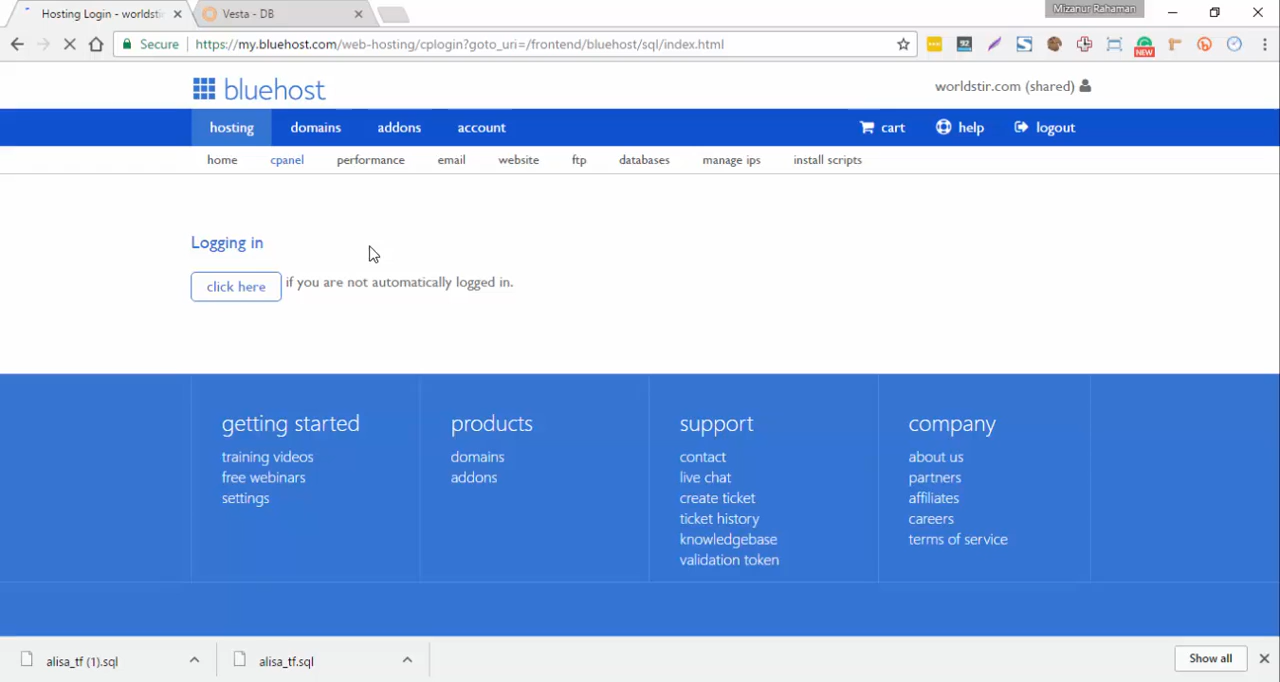 Hosting Login - worldsti
Vesta - DB
Mizanur Rahaman
Secure
https://my.bluehost.com/web-hosting/cplogin?goto_uri=/frontend/bluehost/sql/index.html
NEW
bluehost
worldstir.com (shared)
hosting
domains
addons
account
cart
help
logout
home
cpanel
performance
email
website
ftp
databases
manage ips
install scripts
Logging in
click here if you are not automatically logged in.
getting started
training videos
free webinars
settings
products
domains
addons
support
contact
live chat
create ticket
ticket history
knowledgebase
validation token
company
about us
partners
affiliates
careers
terms of service
alisa_tf (1).sql
alisa_tf.sql
Show all